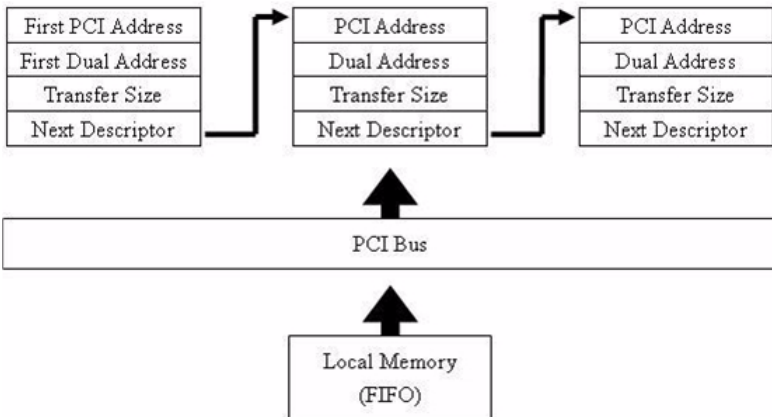 First PCI Address
First Dual Address
Transfer Size
Next Descriptor
PCI Address
Dual Address
Transfer Size
Next Descriptor
PCI Address
Dual Address
Transfer Size
Next Descriptor
PCI Bus
Local Memory
(FIFO)